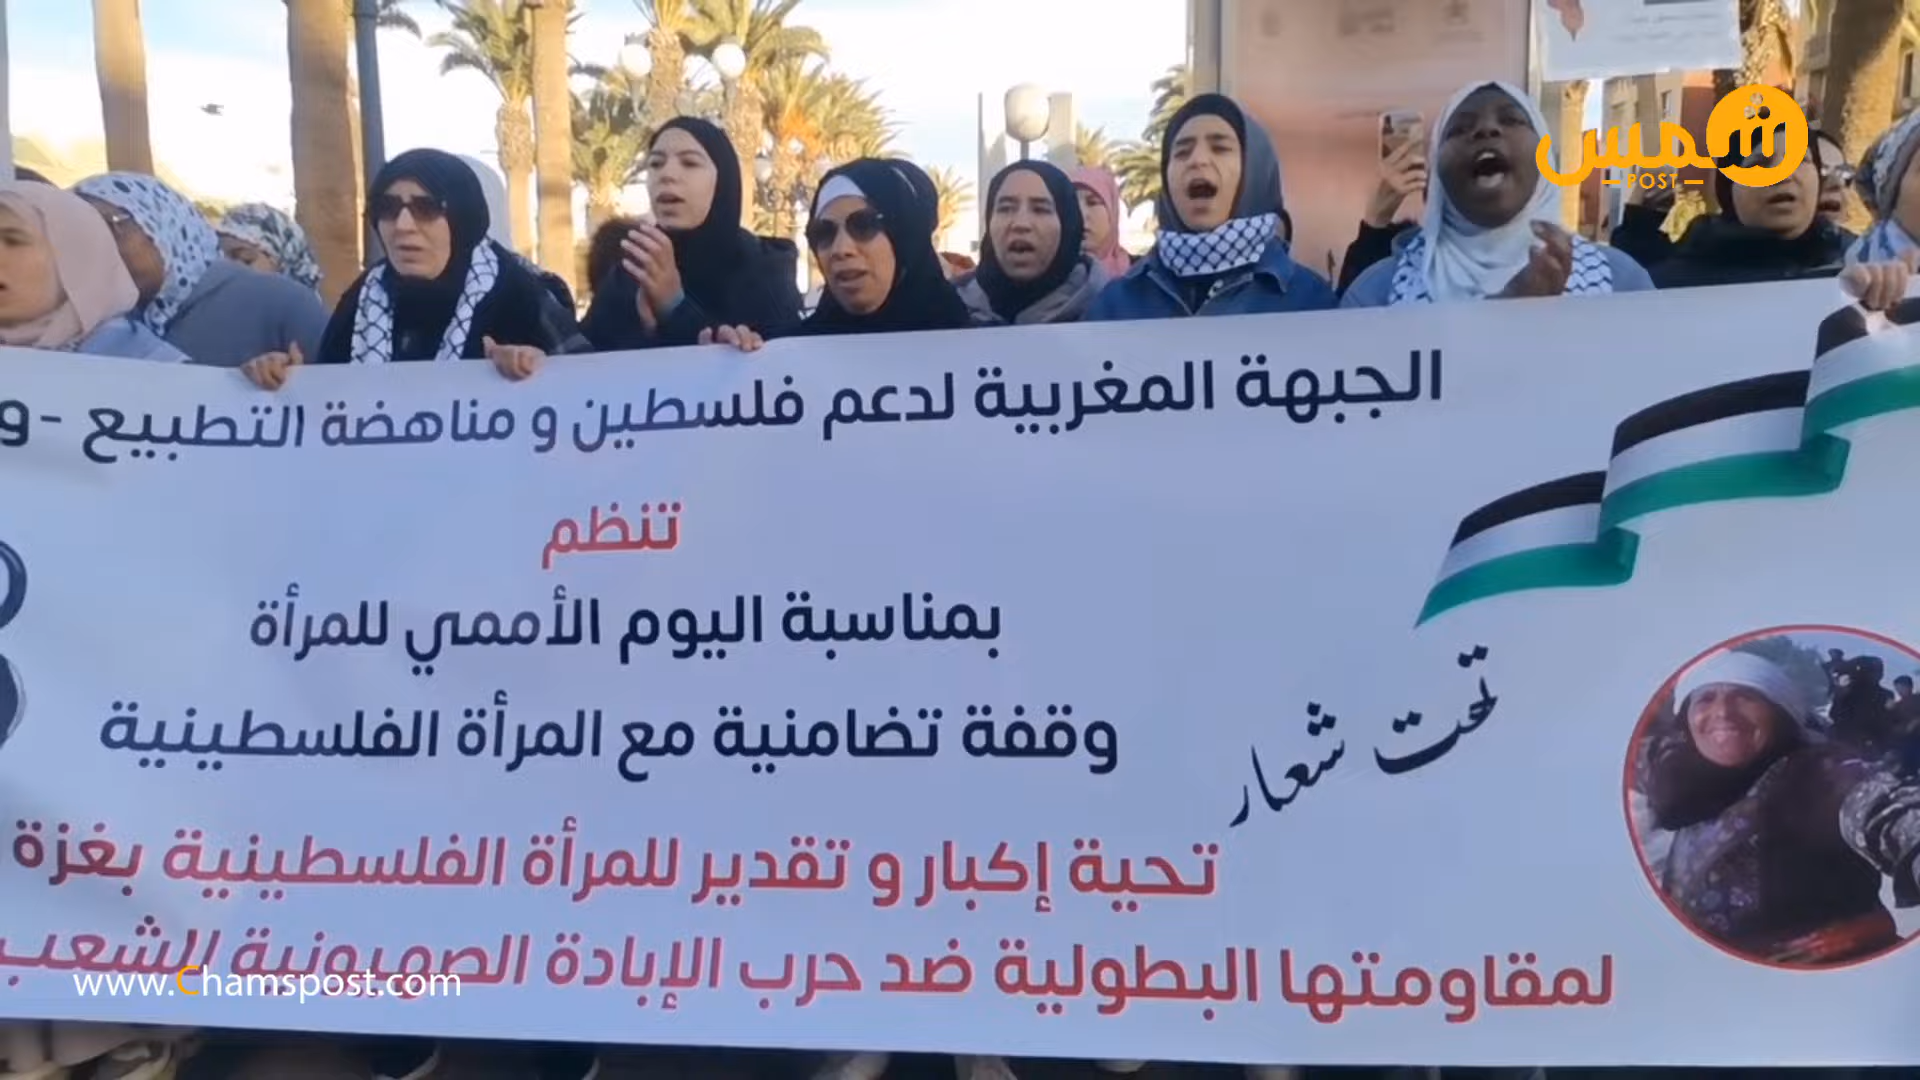 شمس
POST
الجبهة المغربية لدعم فلسطين و مناهضة التطبيع - و
تنظم
بمناسبة اليوم الأممي للمرأة
وقفة تضامنية مع المرأة الفلسطينية
تحت شعار
تحية إكبار و تقدير للمرأة الفلسطينية بغزة
لمقاومتها البطولية ضد حرب الإبادة الصهيونية للشعب
www.Chamspost.com